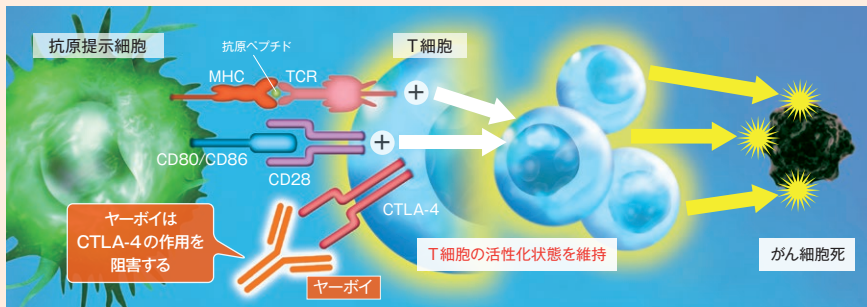 抗原提示細胞
抗原ペプチド
T細胞
MHC
TCR
+
CD80/CD86
+
CD28
CTLA-4
ヤーボイは
CTLA-4の作用を
阻害する
ヤーボイ
T細胞の活性化状態を維持
がん細胞死